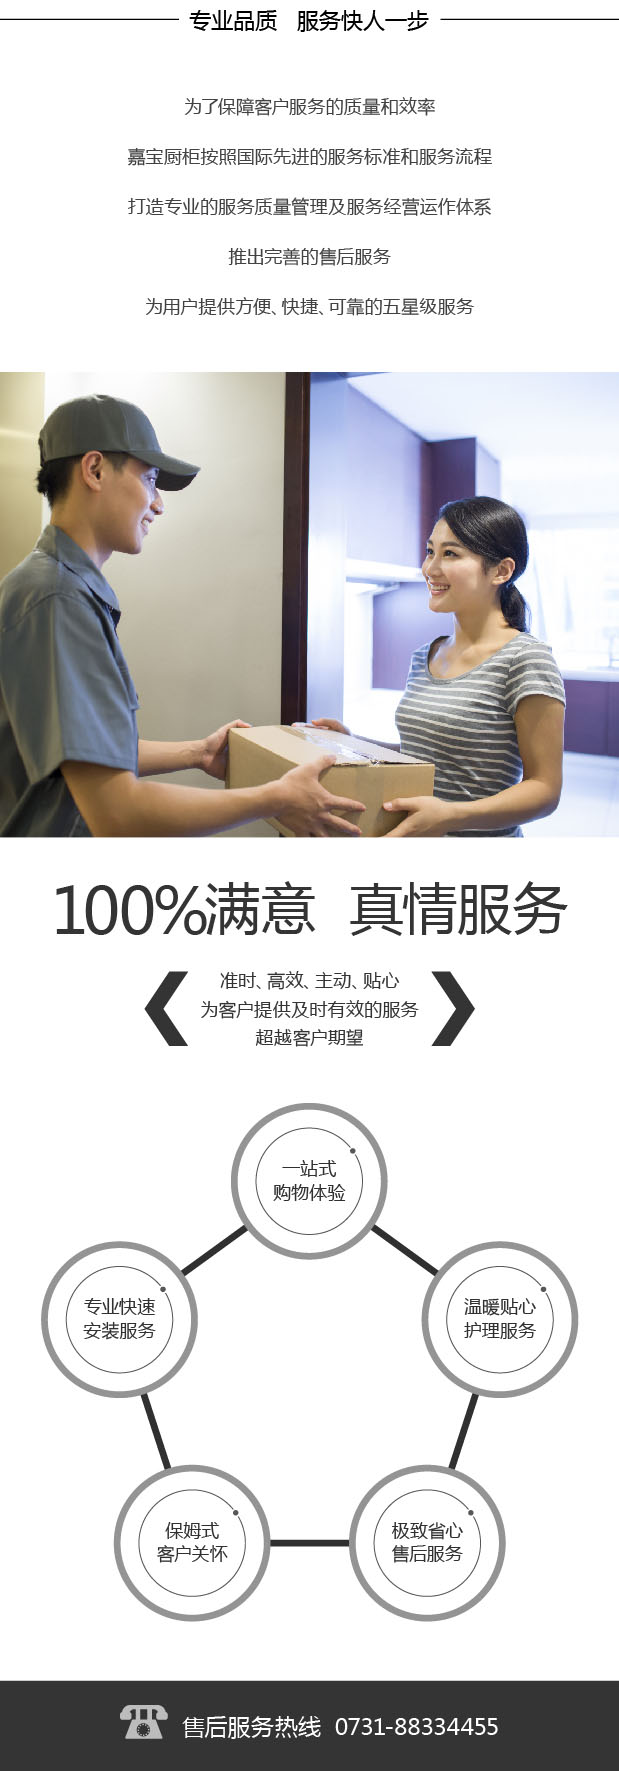 专业品质 服务快人一步
为了保障客户服务的质量和效率
嘉宝厨柜按照国际先进的服务标准和服务流程
打造专业的服务质量管理及服务经营运作体系
推出完善的售后服务
为用户提供方便、快捷、可靠的五星级服务
100%满意 真情服务
准时、高效、主动、贴心
为客户提供及时有效的服务
超越客户期望
一站式
购物体验
专业快速
安装服务
温暖贴心
护理服务
保姆式
客户关怀
极致省心
售后服务
售后服务热线 0731-88334455